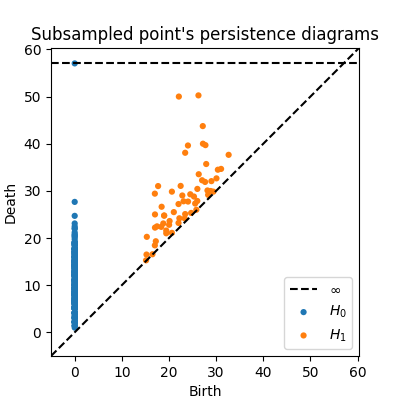 Subsampled point's persistence diagrams
60
50
40
30
20
10
0
Death
0 10 20 30 40 50 60
Birth
∞
H₀
H₁